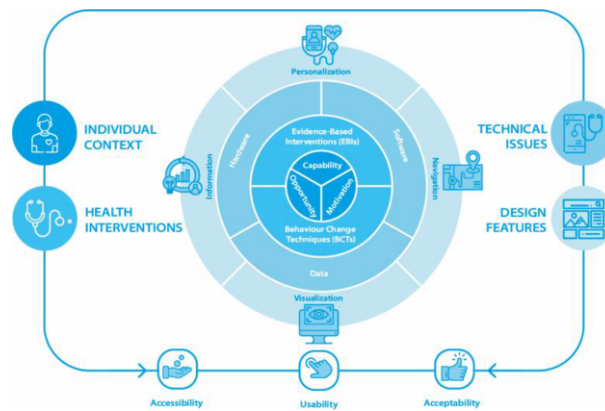 Personalization
INDIVIDUAL
CONTEXT
TECHNICAL
ISSUES
Hardware
Software
Evidence-Based
Interventions (EBIs)
Capability
Opportunity
Motivation
Information
Navigation
HEALTH
INTERVENTIONS
DESIGN
FEATURES
Behaviour Change
Techniques (BCTs)
Data
Visualization
Accessibility
Usability
Acceptability